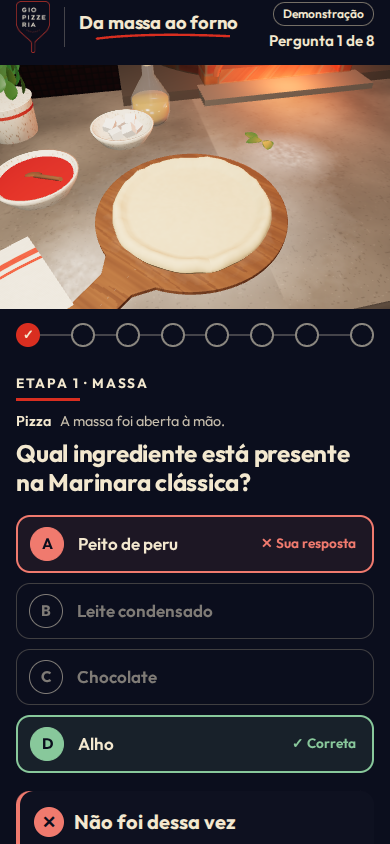 GIO
PIZZE
RIA
Da massa ao forno
Demonstração
Pergunta 1 de 8
✓
ETAPA 1 · MASSA
Pizza A massa foi aberta à mão.
Qual ingrediente está presente
na Marinara clássica?
A Peito de peru ✕ Sua resposta
B Leite condensado
C Chocolate
D Alho ✓ Correta
✕ Não foi dessa vez